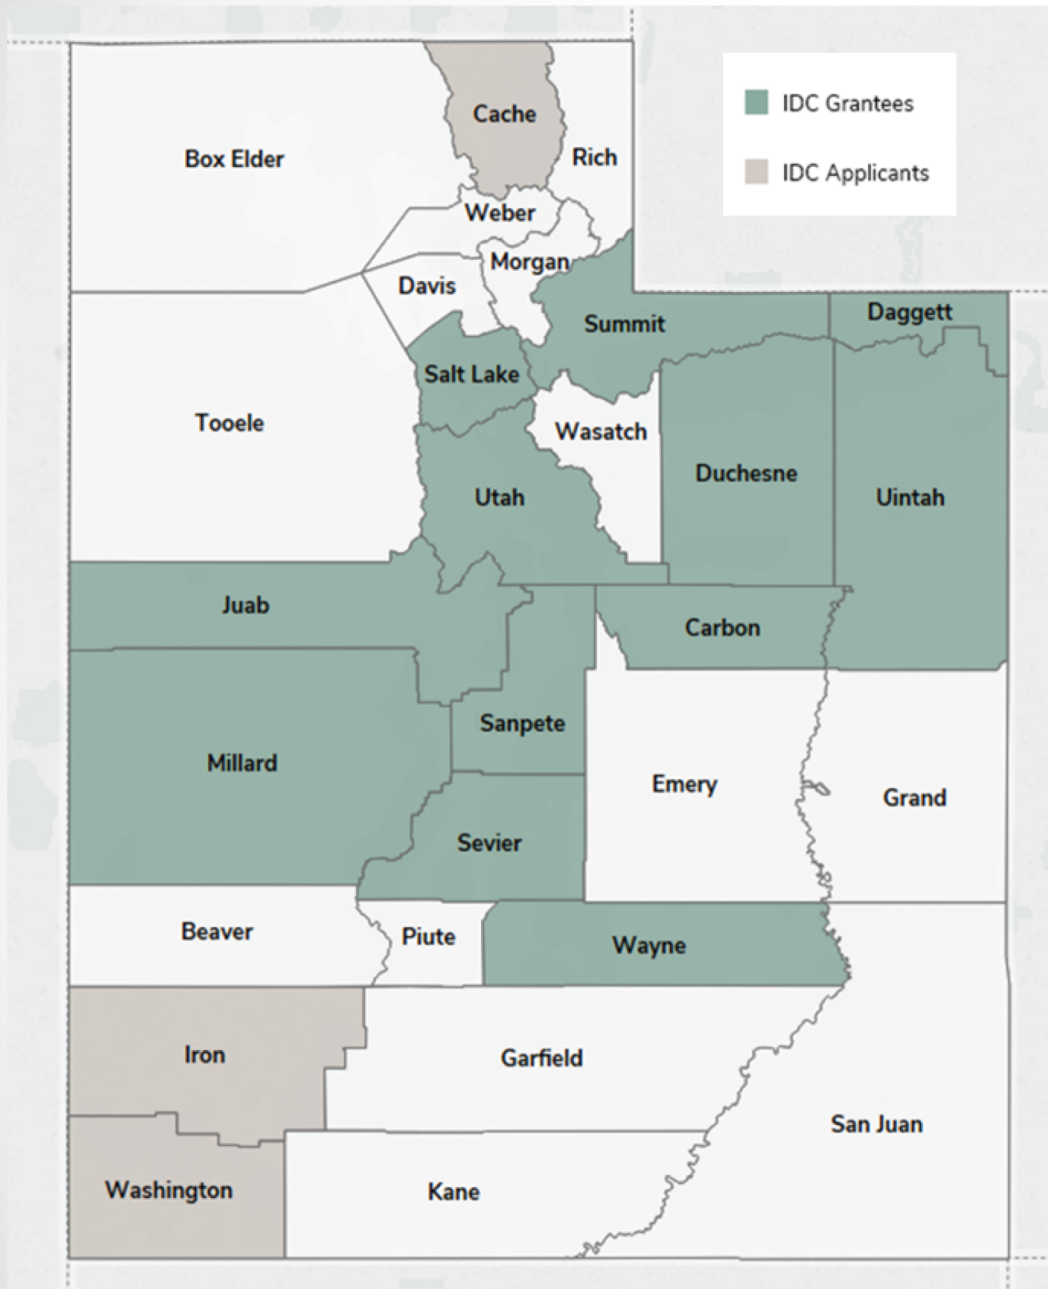 Cache
IDC Grantees
Box Elder
Rich
IDC Applicants
Weber
Morgan
Davis
Summit
Daggett
Salt Lake
Tooele
Wasatch
Duchesne
Utah
Uintah
Juab
Carbon
Sanpete
Millard
Emery
Grand
Sevier
Beaver
Piute
Wayne
Iron
Garfield
San Juan
Washington
Kane